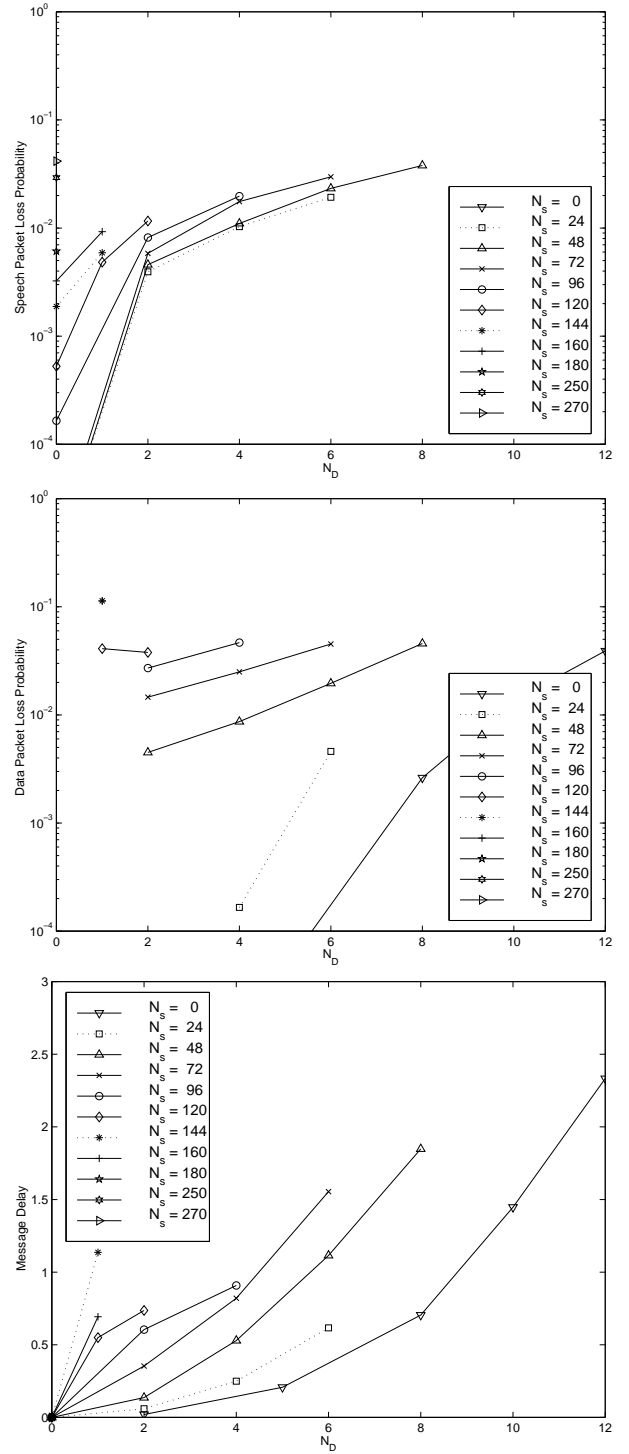 10^0
10^-1
10^-2
10^-3
10^-4
Speech Packet Loss Probability
0 2 4 6 8 10 12
N_D
N_s = 0
N_s = 24
N_s = 48
N_s = 72
N_s = 96
N_s = 120
N_s = 144
N_s = 160
N_s = 180
N_s = 250
N_s = 270
10^0
10^-1
10^-2
10^-3
10^-4
Data Packet Loss Probability
0 2 4 6 8 10 12
N_D
N_s = 0
N_s = 24
N_s = 48
N_s = 72
N_s = 96
N_s = 120
N_s = 144
N_s = 160
N_s = 180
N_s = 250
N_s = 270
3
2.5
2
1.5
1
0.5
0
Message Delay
0 2 4 6 8 10 12
N_D
N_s = 0
N_s = 24
N_s = 48
N_s = 72
N_s = 96
N_s = 120
N_s = 144
N_s = 160
N_s = 180
N_s = 250
N_s = 270